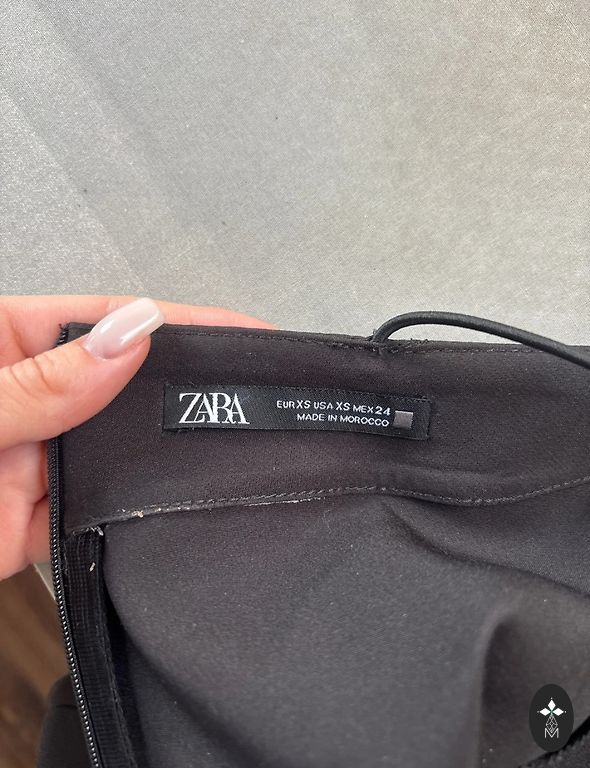 ZARA
EUR XS USA XS MEX 24
MADE IN MOROCCO
M